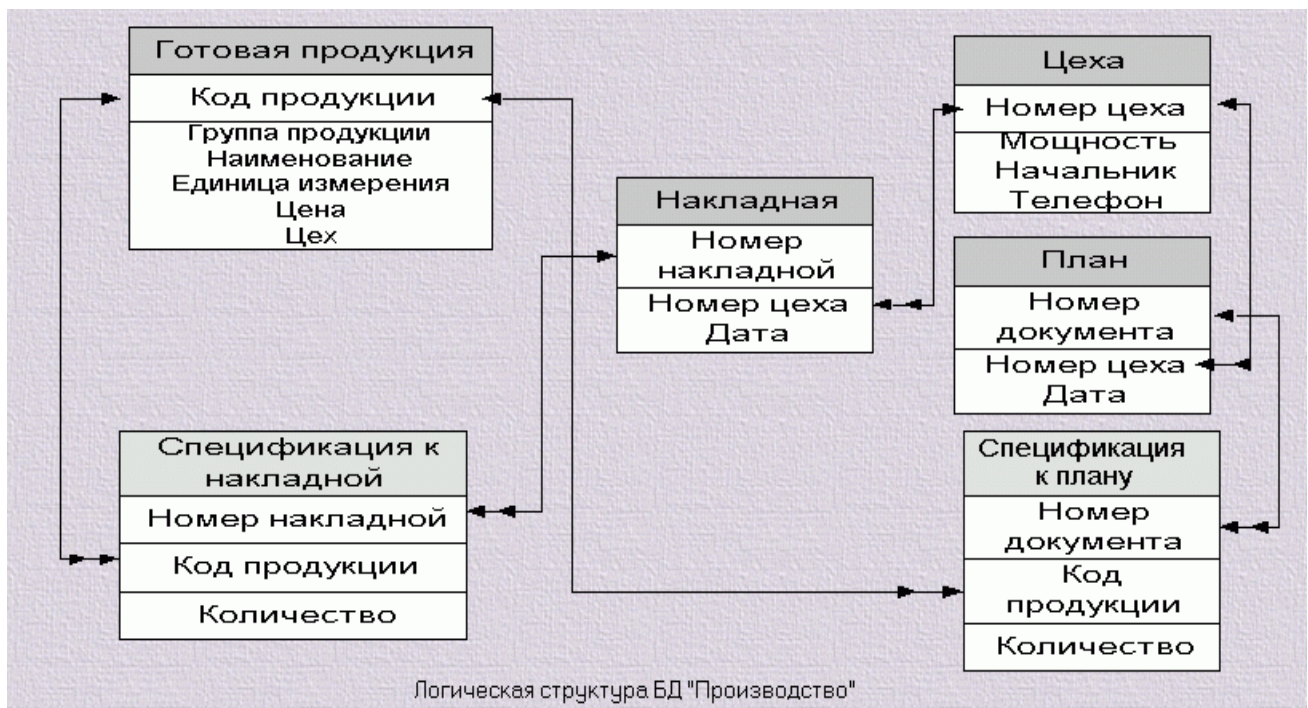 Готовая продукция
Код продукции
Группа продукции
Наименование
Единица измерения
Цена
Цех
Цеха
Номер цеха
Мощность
Начальник
Телефон
Накладная
Номер
накладной
Номер цеха
Дата
План
Номер
документа
Номер цеха
Дата
Спецификация к
накладной
Номер накладной
Код продукции
Количество
Спецификация
к плану
Номер
документа
Код
продукции
Количество
Логическая структура БД "Производство"